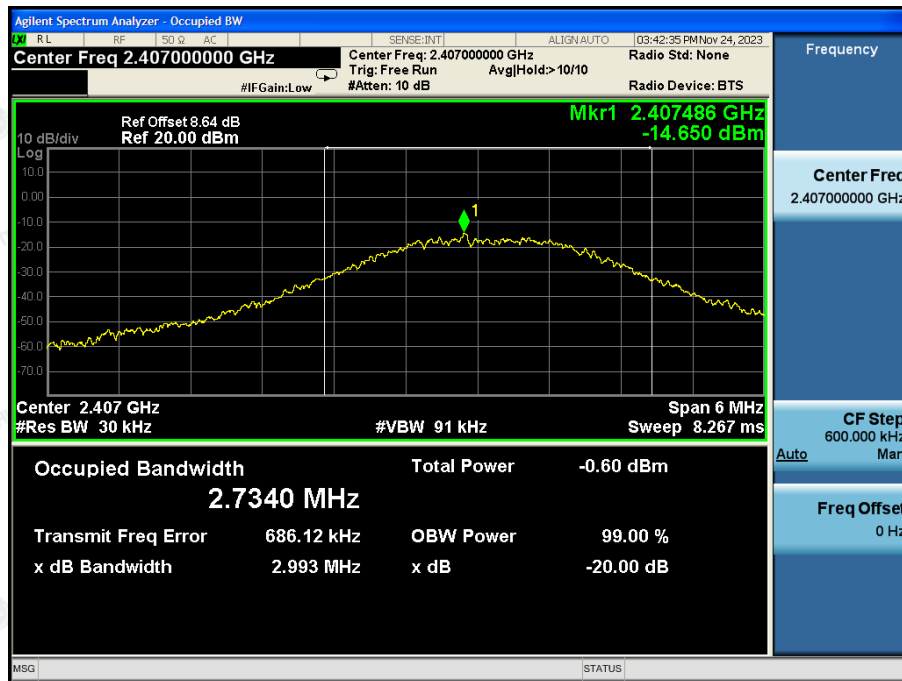 Agilent Spectrum Analyzer - Occupied BW
LXI RL RF 50 Ω AC SENSE:INT ALIGN AUTO 03:42:35 PM Nov 24, 2023
Center Freq 2.407000000 GHz
Center Freq: 2.407000000 GHz Radio Std: None
Trig: Free Run Avg|Hold:>10/10
#IFGain:Low #Atten: 10 dB Radio Device: BTS
Mkr1 2.407486 GHz
-14.650 dBm
Ref Offset 8.64 dB
10 dB/div Ref 20.00 dBm
Log
10.0
0.00
-10.0
-20.0
-30.0
-40.0
-50.0
-60.0
-70.0
1
Center 2.407 GHz Span 6 MHz
#Res BW 30 kHz #VBW 91 kHz Sweep 8.267 ms
Occupied Bandwidth Total Power -0.60 dBm
2.7340 MHz
Transmit Freq Error 686.12 kHz OBW Power 99.00 %
x dB Bandwidth 2.993 MHz x dB -20.00 dB
MSG STATUS
Frequency
Center Freq
2.407000000 GHz
CF Step
600.000 kHz
Auto Man
Freq Offset
0 Hz